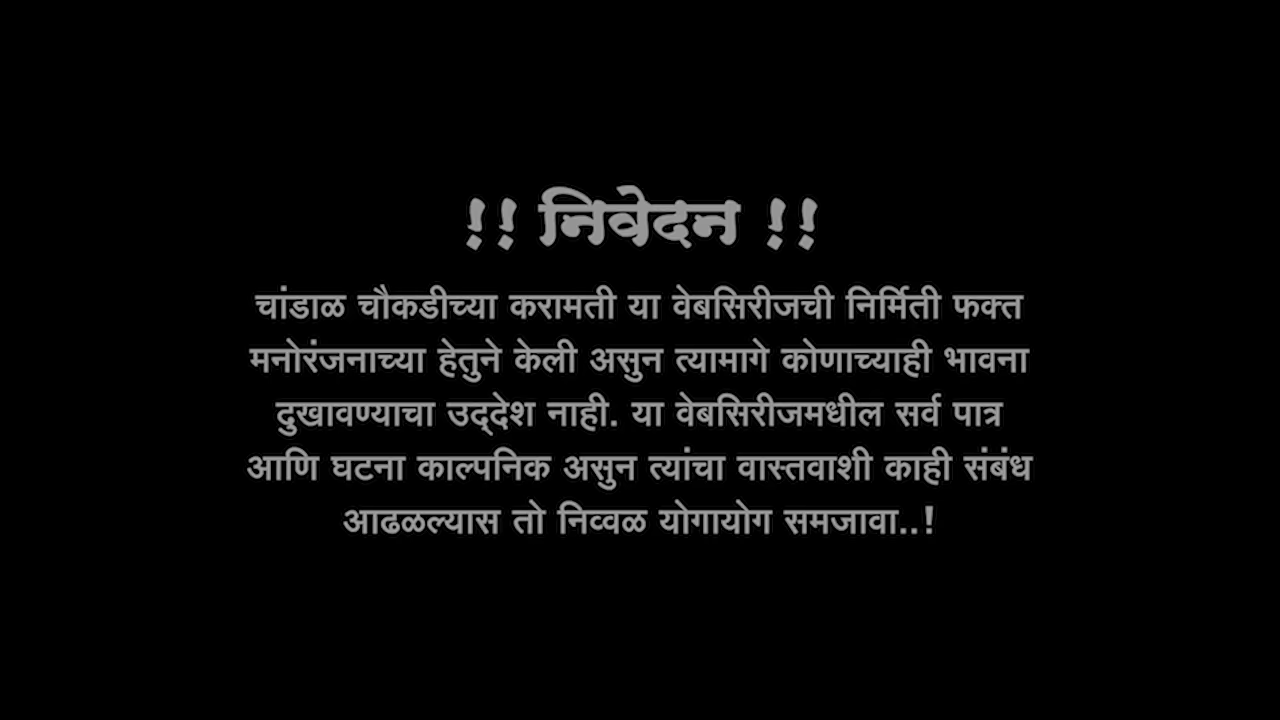 !! निवेदन !!
चांडाळ चौकडीच्या करामती या वेबसिरीजची निर्मिती फक्त
मनोरंजनाच्या हेतुने केली असुन त्यामागे कोणाच्याही भावना
दुखावण्याचा उद्‌देश नाही. या वेबसिरीजमधील सर्व पात्र
आणि घटना काल्पनिक असुन त्यांचा वास्तवाशी काही संबंध
आढळल्यास तो निव्वळ योगायोग समजावा..!